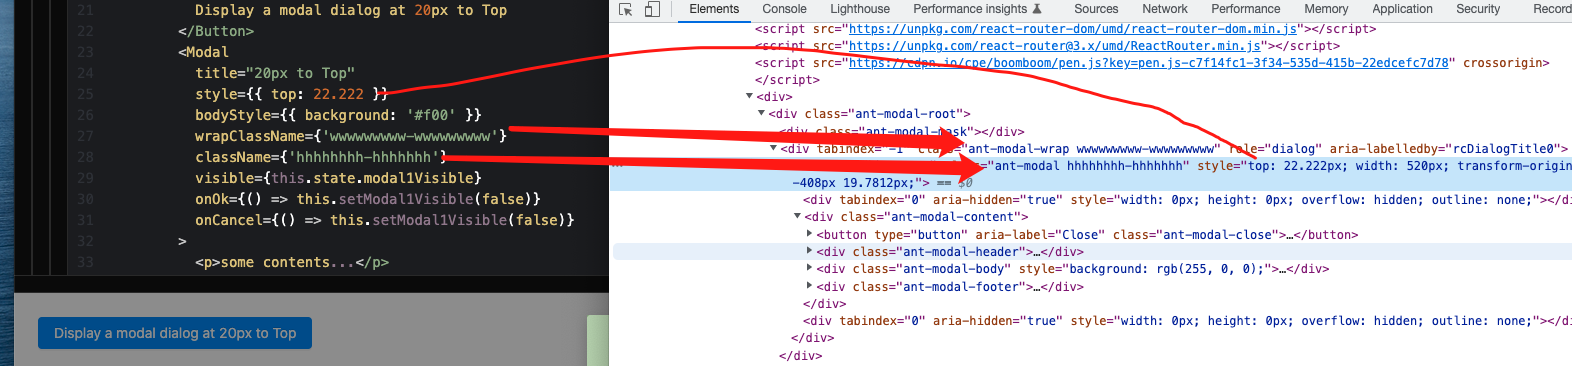 21 Display a modal dialog at 20px to Top
22 </Button>
23 <Modal
24 title="20px to Top"
25 style={{ top: 22.222 }}
26 bodyStyle={{ background: '#f00' }}
27 wrapClassName={'wwwwwwwww-wwwwwwwww'}
28 className={'hhhhhhhh-hhhhhhh'}
29 visible={this.state.modal1Visible}
30 onOk={() => this.setModal1Visible(false)}
31 onCancel={() => this.setModal1Visible(false)}
32 >
33 <p>some contents...</p>
Display a modal dialog at 20px to Top
Elements Console Lighthouse Performance insights Sources Network Performance Memory Application Security Record
<script src="https://unpkg.com/react-router-dom/umd/react-router-dom.min.js"></script>
<script src="https://unpkg.com/react-router@3.x/umd/ReactRouter.min.js"></script>
<script src="https://cdpn.io/cpe/boomboom/pen.js?key=pen.js-c7f14fc1-3f34-535d-415b-22edcefc7d78" crossorigin>
</script>
<div>
<div class="ant-modal-root">
<div class="ant-modal-mask"></div>
<div tabindex="-1" class="ant-modal-wrap wwwwwwwww-wwwwwwwww" role="dialog" aria-labelledby="rcDialogTitle0">
="ant-modal hhhhhhhh-hhhhhhh" style="top: 22.222px; width: 520px; transform-origin
-408px 19.7812px;"> == $0
<div tabindex="0" aria-hidden="true" style="width: 0px; height: 0px; overflow: hidden; outline: none;"></di
<div class="ant-modal-content">
<button type="button" aria-label="Close" class="ant-modal-close">…</button>
<div class="ant-modal-header">…</div>
<div class="ant-modal-body" style="background: rgb(255, 0, 0);">…</div>
<div class="ant-modal-footer">…</div>
</div>
<div tabindex="0" aria-hidden="true" style="width: 0px; height: 0px; overflow: hidden; outline: none;"></di
</div>
</div>